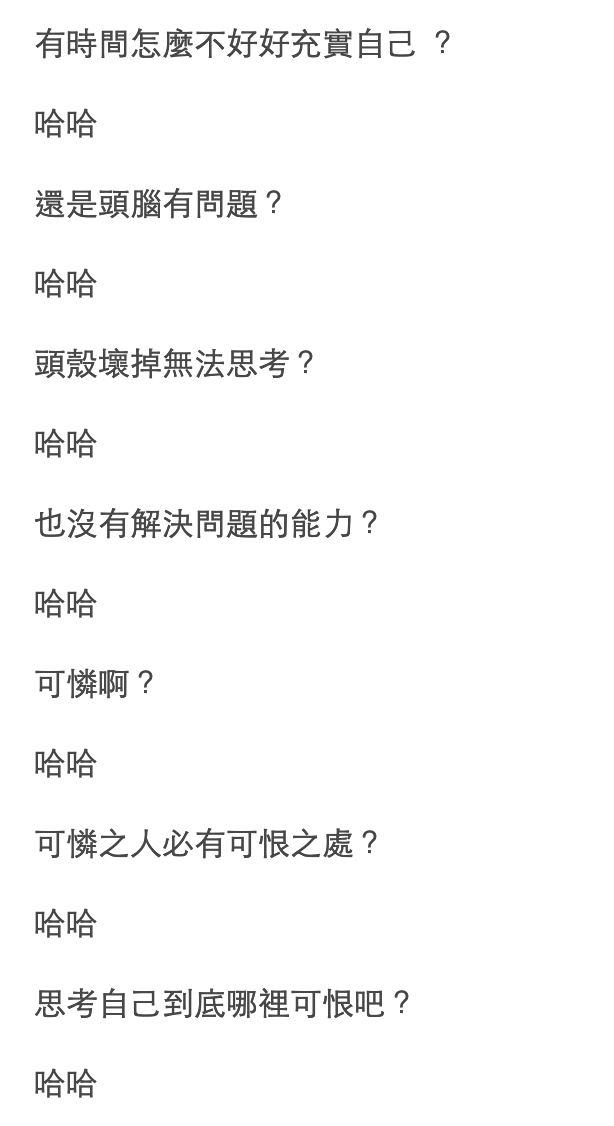 有時間怎麼不好好充實自己 ？
哈哈
還是頭腦有問題？
哈哈
頭殼壞掉無法思考？
哈哈
也沒有解決問題的能力？
哈哈
可憐啊？
哈哈
可憐之人必有可恨之處？
哈哈
思考自己到底哪裡可恨吧？
哈哈